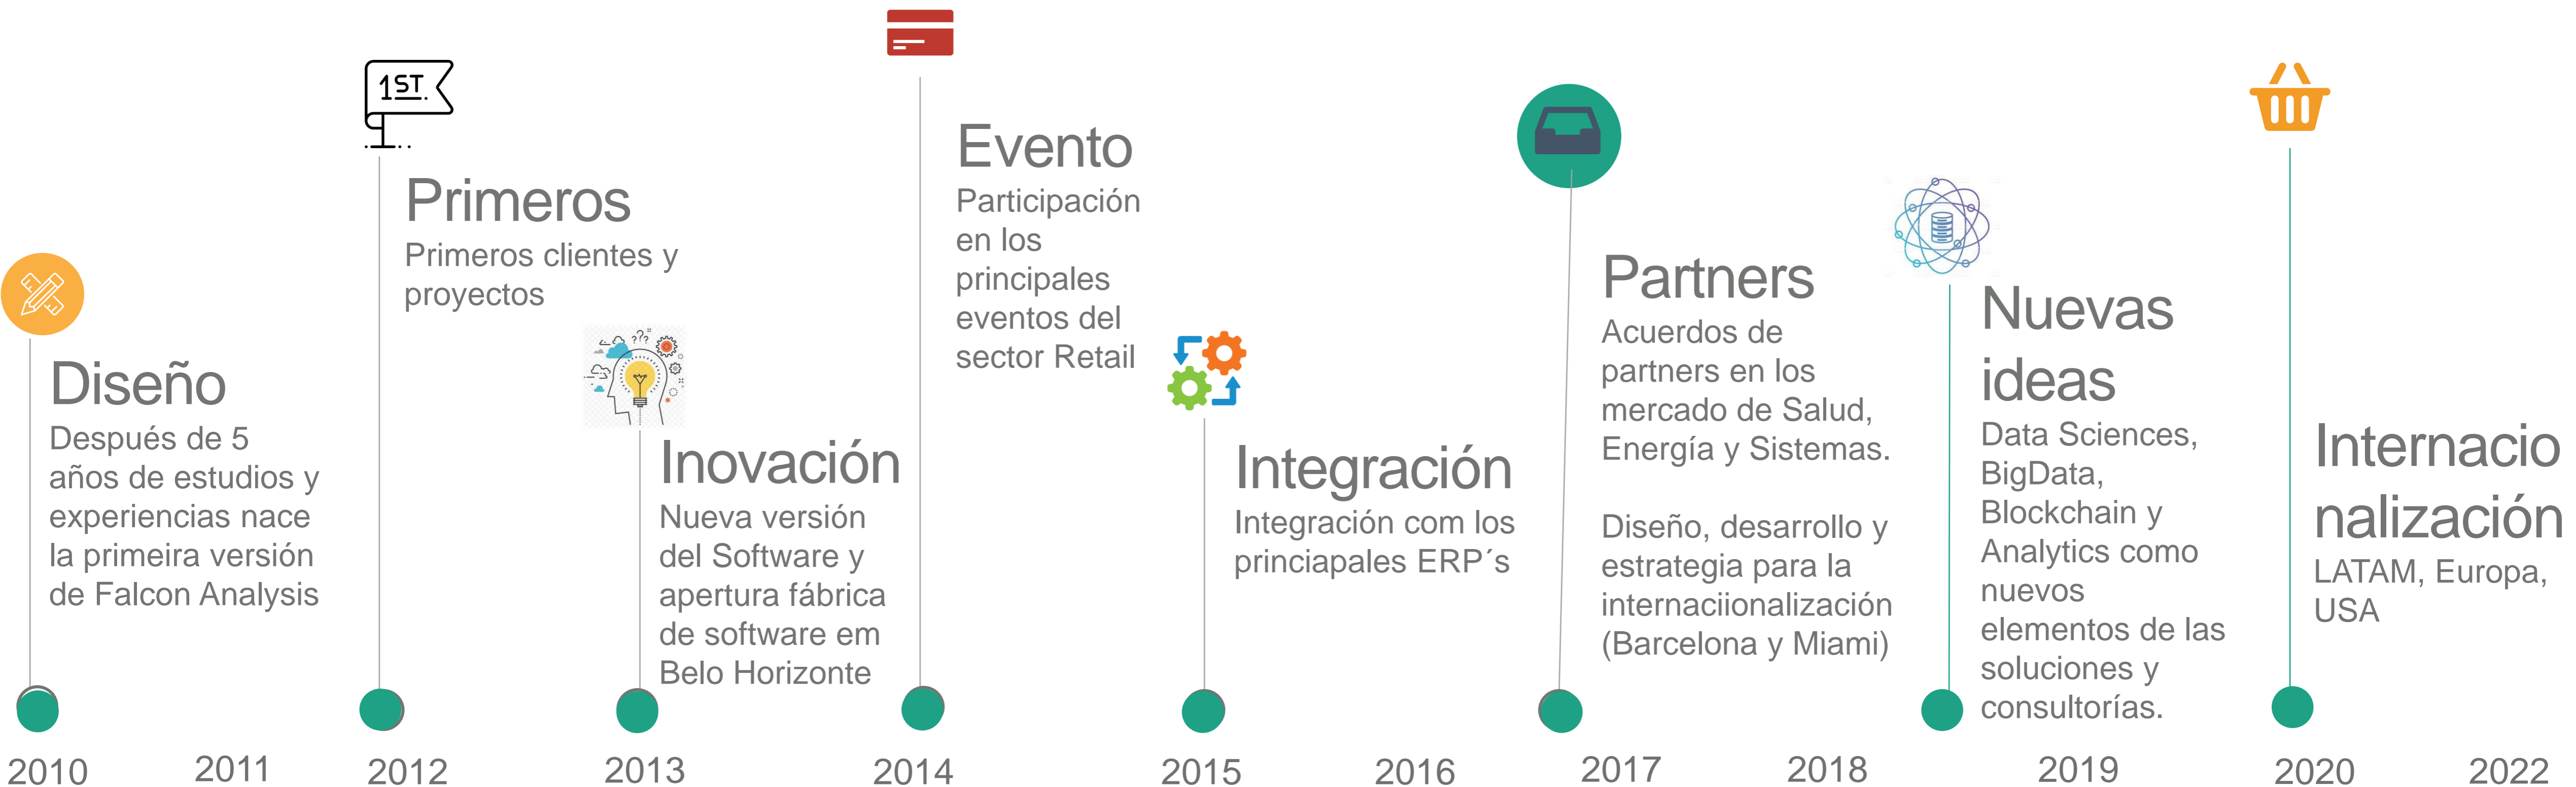 Diseño
Después de 5
años de estudios y
experiencias nace
la primeira versión
de Falcon Analysis
1ST.
Primeros
Primeros clientes y
proyectos
???
Inovación
Nueva versión
del Software y
apertura fábrica
de software em
Belo Horizonte
Evento
Participación
en los
principales
eventos del
sector Retail
Integración
Integración com los
princiapales ERP´s
Partners
Acuerdos de
partners en los
mercado de Salud,
Energía y Sistemas.
Diseño, desarrollo y
estrategia para la
internaciionalización
(Barcelona y Miami)
Nuevas
ideas
Data Sciences,
BigData,
Blockchain y
Analytics como
nuevos
elementos de las
soluciones y
consultorías.
Internacio
nalización
LATAM, Europa,
USA
2010 2011 2012 2013 2014 2015 2016 2017 2018 2019 2020 2022